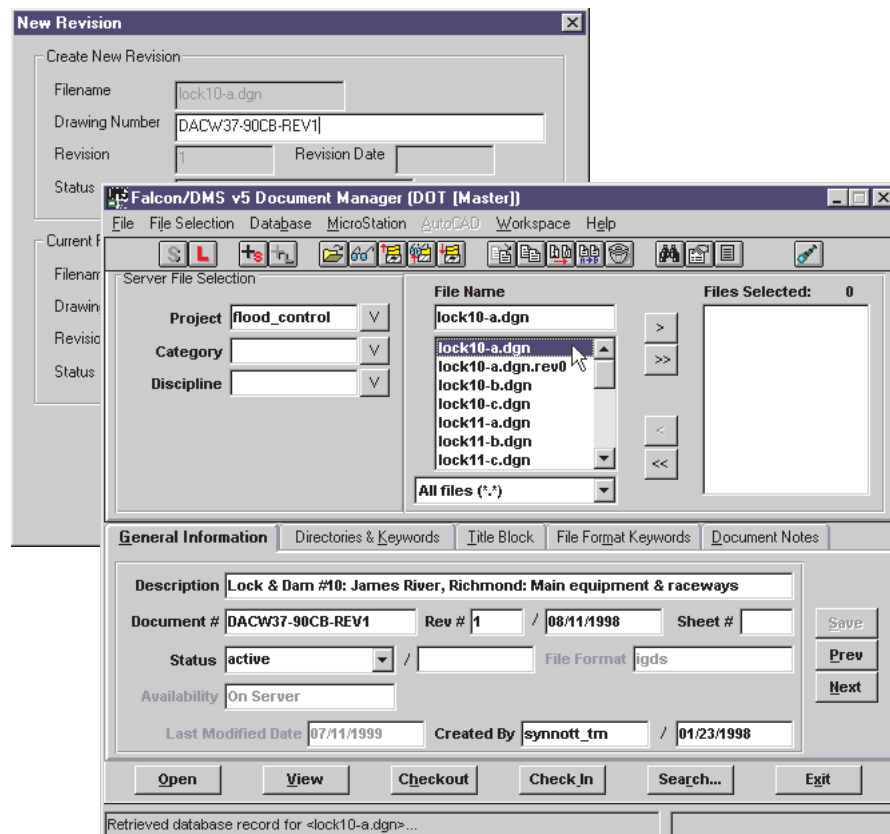 New Revision
Create New Revision
Filename lock10-a.dgn
Drawing Number DACW37-90CB-REV1
Revision 1 Revision Date
Status
Current
Filenam
Drawin
Revisio
Status
Falcon/DMS v5 Document Manager (DOT [Master])
File File Selection Database MicroStation AutoCAD Workspace Help
S L +s +L
Server File Selection
Project flood_control V
Category V
Discipline V
File Name
lock10-a.dgn
lock10-a.dgn
lock10-a.dgn.rev0
lock10-b.dgn
lock10-c.dgn
lock11-a.dgn
lock11-b.dgn
lock11-c.dgn
All files (*.*)
>
>>
<
<<
Files Selected: 0
General Information Directories & Keywords Title Block File Format Keywords Document Notes
Description Lock & Dam #10: James River, Richmond: Main equipment & raceways
Document # DACW37-90CB-REV1 Rev # 1 / 08/11/1998 Sheet # Save
Status active / File Format igds Prev
Availability On Server Next
Last Modified Date 07/11/1999 Created By synnott_tm / 01/23/1998
Open View Checkout Check In Search... Exit
Retrieved database record for <lock10-a.dgn>...